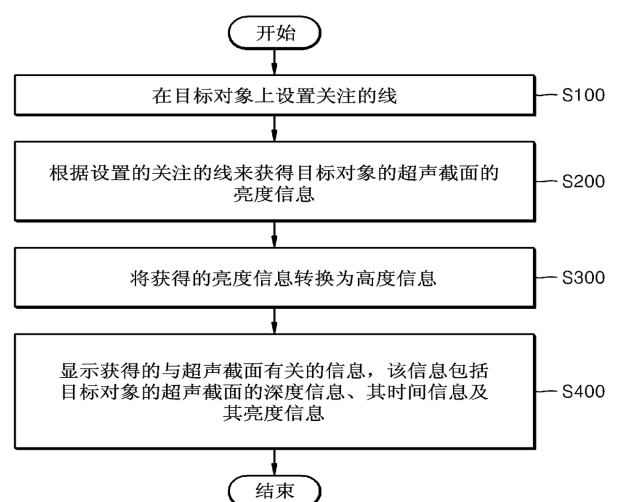 开始
在目标对象上设置关注的线
S100
根据设置的关注的线来获得目标对象的超声截面的
亮度信息
S200
将获得的亮度信息转换为高度信息
S300
显示获得的与超声截面有关的信息，该信息包括
目标对象的超声截面的深度信息、其时间信息及
其亮度信息
S400
结束